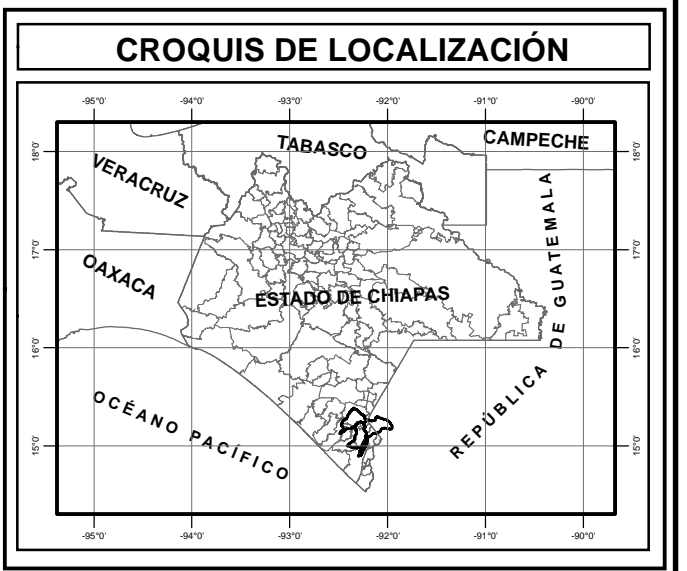 CROQUIS DE LOCALIZACIÓN
-95°0' -94°0' -93°0' -92°0' -91°0' -90°0'
18°0' 18°0'
TABASCO
CAMPECHE
VERACRUZ
17°0' 17°0'
OAXACA
ESTADO DE CHIAPAS
REPÚBLICA DE GUATEMALA
16°0' 16°0'
OCÉANO PACÍFICO
15°0' 15°0'
-95°0' -94°0' -93°0' -92°0' -91°0' -90°0'